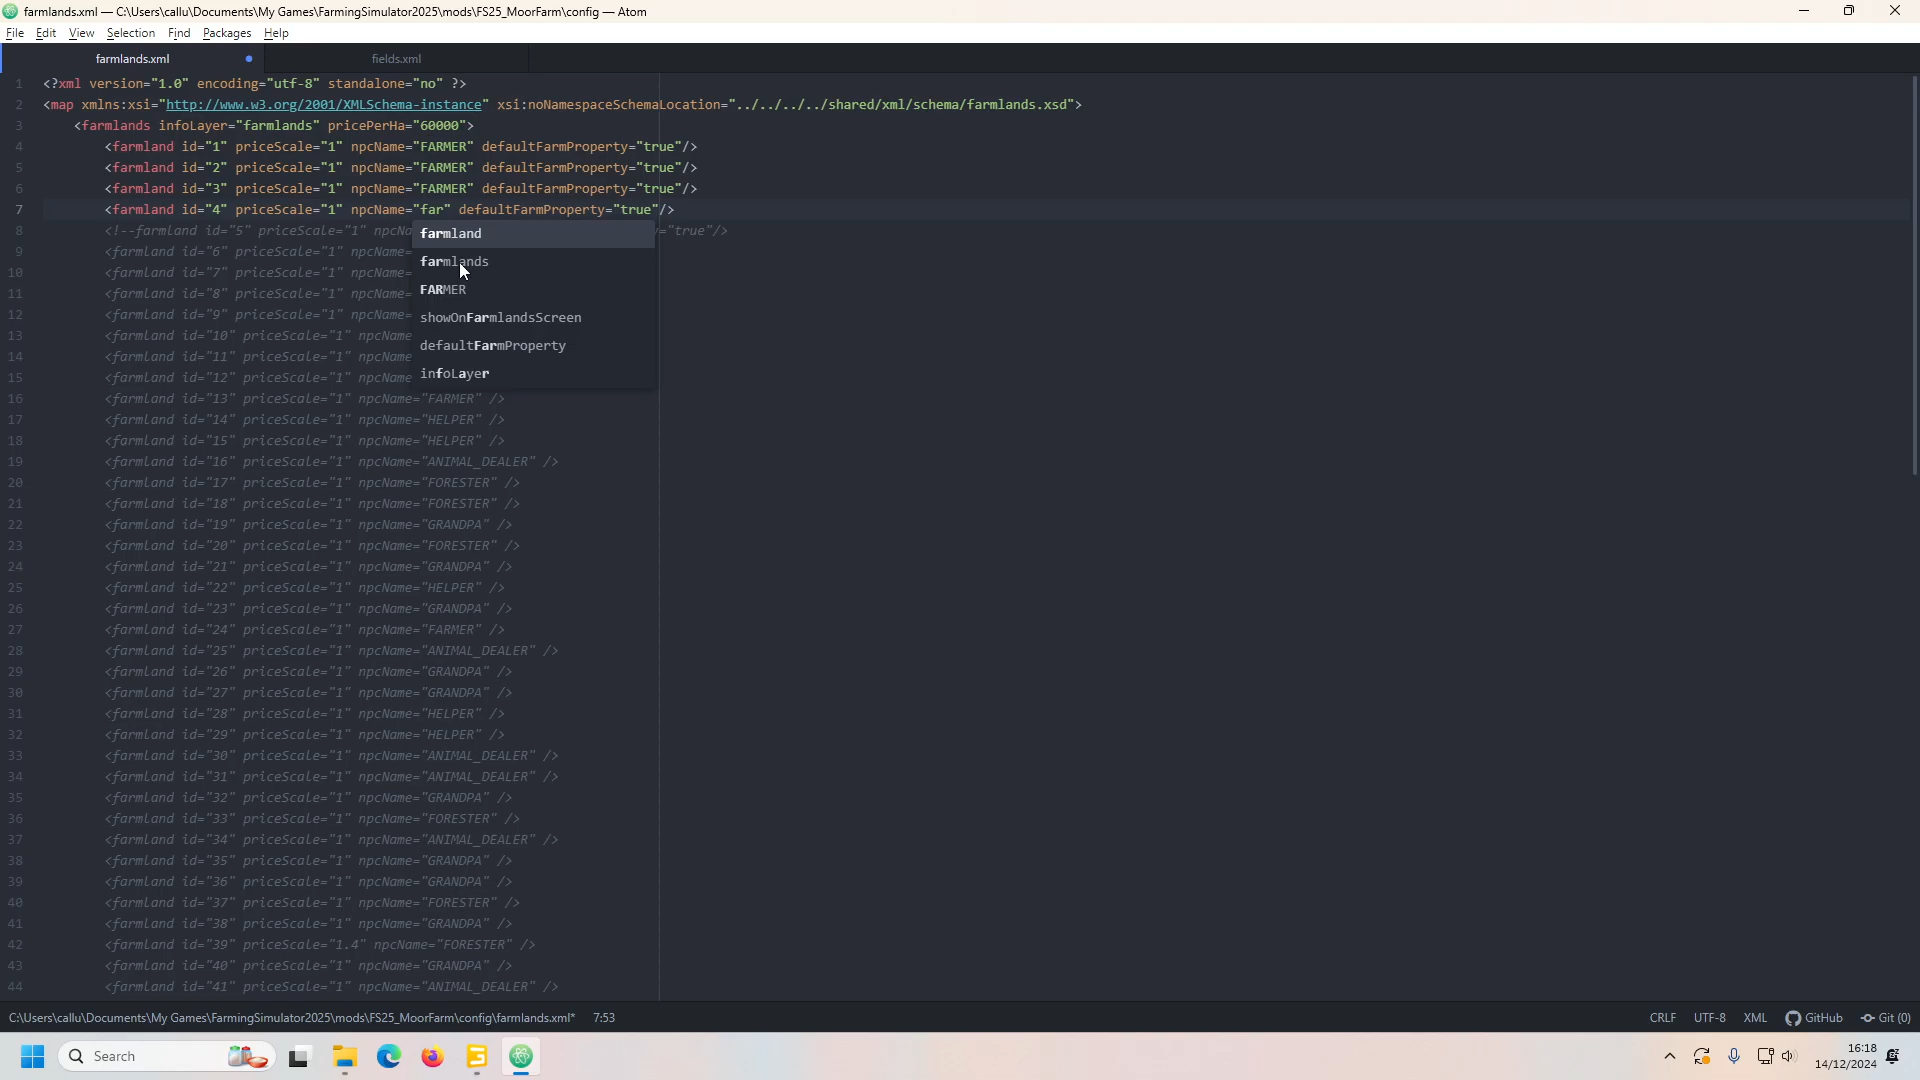 farmlands.xml — C:\Users\callu\Documents\My Games\FarmingSimulator2025\mods\FS25_MoorFarm\config — Atom
File Edit View Selection Find Packages Help
farmlands.xml fields.xml
1 <?xml version="1.0" encoding="utf-8" standalone="no" ?>
2 <map xmlns:xsi="http://www.w3.org/2001/XMLSchema-instance" xsi:noNamespaceSchemaLocation="../../../../shared/xml/schema/farmlands.xsd">
3 <farmlands infoLayer="farmlands" pricePerHa="60000">
4 <farmland id="1" priceScale="1" npcName="FARMER" defaultFarmProperty="true"/>
5 <farmland id="2" priceScale="1" npcName="FARMER" defaultFarmProperty="true"/>
6 <farmland id="3" priceScale="1" npcName="FARMER" defaultFarmProperty="true"/>
7 <farmland id="4" priceScale="1" npcName="far" defaultFarmProperty="true"/>
8 <!--farmland id="5" priceScale="1" npcNa ="true"/>
farmland
9 <farmland id="6" priceScale="1" npcName=
farmlands
10 <farmland id="7" priceScale="1" npcName=
11 <farmland id="8" priceScale="1" npcName=
FARMER
12 <farmland id="9" priceScale="1" npcName=
showOnFarmlandsScreen
13 <farmland id="10" priceScale="1" npcName
defaultFarmProperty
14 <farmland id="11" priceScale="1" npcName
15 <farmland id="12" priceScale="1" npcName
infoLayer
16 <farmland id="13" priceScale="1" npcName="FARMER" />
17 <farmland id="14" priceScale="1" npcName="HELPER" />
18 <farmland id="15" priceScale="1" npcName="HELPER" />
19 <farmland id="16" priceScale="1" npcName="ANIMAL_DEALER" />
20 <farmland id="17" priceScale="1" npcName="FORESTER" />
21 <farmland id="18" priceScale="1" npcName="FORESTER" />
22 <farmland id="19" priceScale="1" npcName="GRANDPA" />
23 <farmland id="20" priceScale="1" npcName="FORESTER" />
24 <farmland id="21" priceScale="1" npcName="GRANDPA" />
25 <farmland id="22" priceScale="1" npcName="HELPER" />
26 <farmland id="23" priceScale="1" npcName="GRANDPA" />
27 <farmland id="24" priceScale="1" npcName="FARMER" />
28 <farmland id="25" priceScale="1" npcName="ANIMAL_DEALER" />
29 <farmland id="26" priceScale="1" npcName="GRANDPA" />
30 <farmland id="27" priceScale="1" npcName="GRANDPA" />
31 <farmland id="28" priceScale="1" npcName="HELPER" />
32 <farmland id="29" priceScale="1" npcName="HELPER" />
33 <farmland id="30" priceScale="1" npcName="ANIMAL_DEALER" />
34 <farmland id="31" priceScale="1" npcName="ANIMAL_DEALER" />
35 <farmland id="32" priceScale="1" npcName="GRANDPA" />
36 <farmland id="33" priceScale="1" npcName="FORESTER" />
37 <farmland id="34" priceScale="1" npcName="ANIMAL_DEALER" />
38 <farmland id="35" priceScale="1" npcName="GRANDPA" />
39 <farmland id="36" priceScale="1" npcName="GRANDPA" />
40 <farmland id="37" priceScale="1" npcName="FORESTER" />
41 <farmland id="38" priceScale="1" npcName="GRANDPA" />
42 <farmland id="39" priceScale="1.4" npcName="FORESTER" />
43 <farmland id="40" priceScale="1" npcName="GRANDPA" />
44 <farmland id="41" priceScale="1" npcName="ANIMAL_DEALER" />
C:\Users\callu\Documents\My Games\FarmingSimulator2025\mods\FS25_MoorFarm\config\farmlands.xml* 7:53 CRLF UTF-8 XML GitHub Git (0)
Search
16:18
14/12/2024